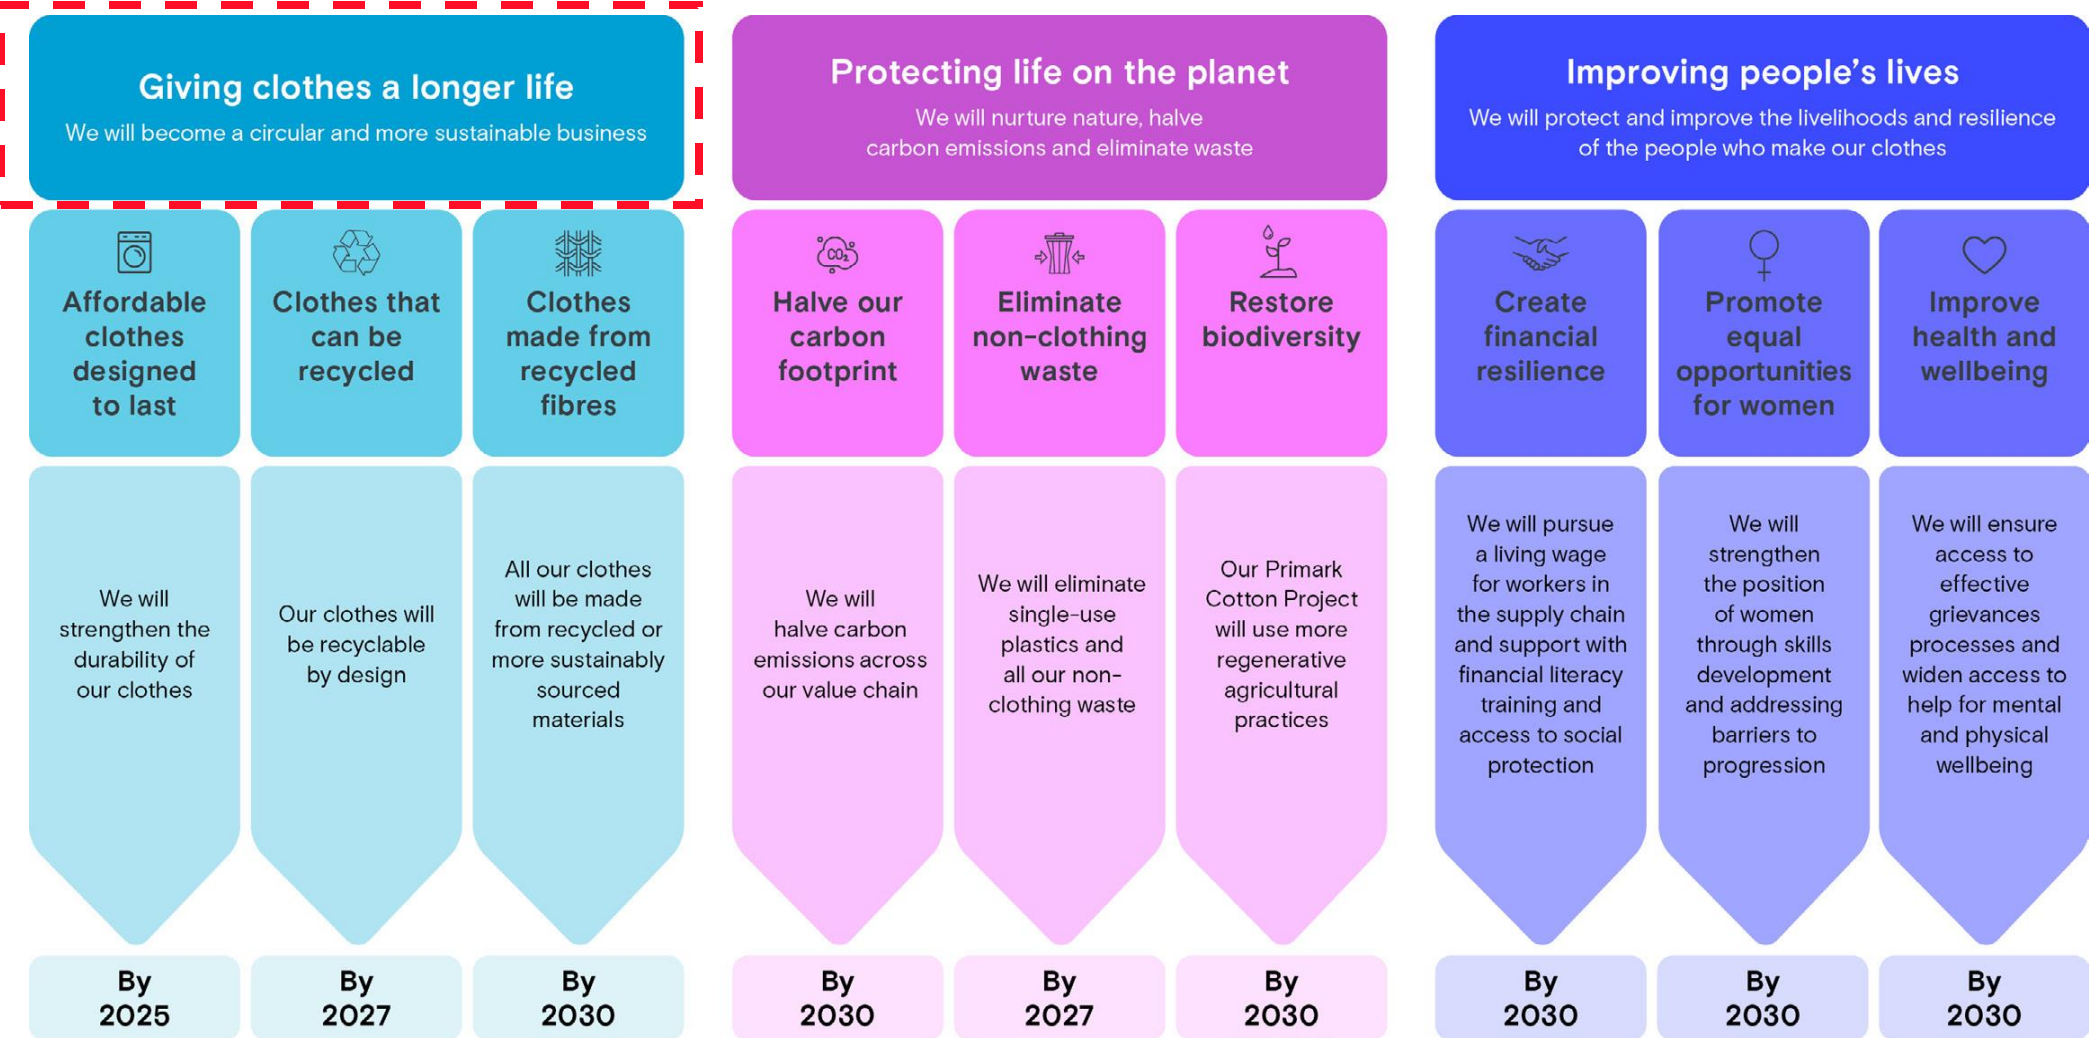 Giving clothes a longer life
We will become a circular and more sustainable business
Affordable
clothes
designed
to last
We will
strengthen the
durability of
our clothes
By
2025
Clothes that
can be
recycled
Our clothes will
be recyclable
by design
By
2027
Clothes
made from
recycled
fibres
All our clothes
will be made
from recycled or
more sustainably
sourced
materials
By
2030
Protecting life on the planet
We will nurture nature, halve
carbon emissions and eliminate waste
CO₂
Halve our
carbon
footprint
We will
halve carbon
emissions across
our value chain
By
2030
Eliminate
non-clothing
waste
We will eliminate
single-use
plastics and
all our non-
clothing waste
By
2027
Restore
biodiversity
Our Primark
Cotton Project
will use more
regenerative
agricultural
practices
By
2030
Improving people's lives
We will protect and improve the livelihoods and resilience
of the people who make our clothes
Create
financial
resilience
We will pursue
a living wage
for workers in
the supply chain
and support with
financial literacy
training and
access to social
protection
By
2030
Promote
equal
opportunities
for women
We will
strengthen
the position
of women
through skills
development
and addressing
barriers to
progression
By
2030
Improve
health and
wellbeing
We will ensure
access to
effective
grievances
processes and
widen access to
help for mental
and physical
wellbeing
By
2030